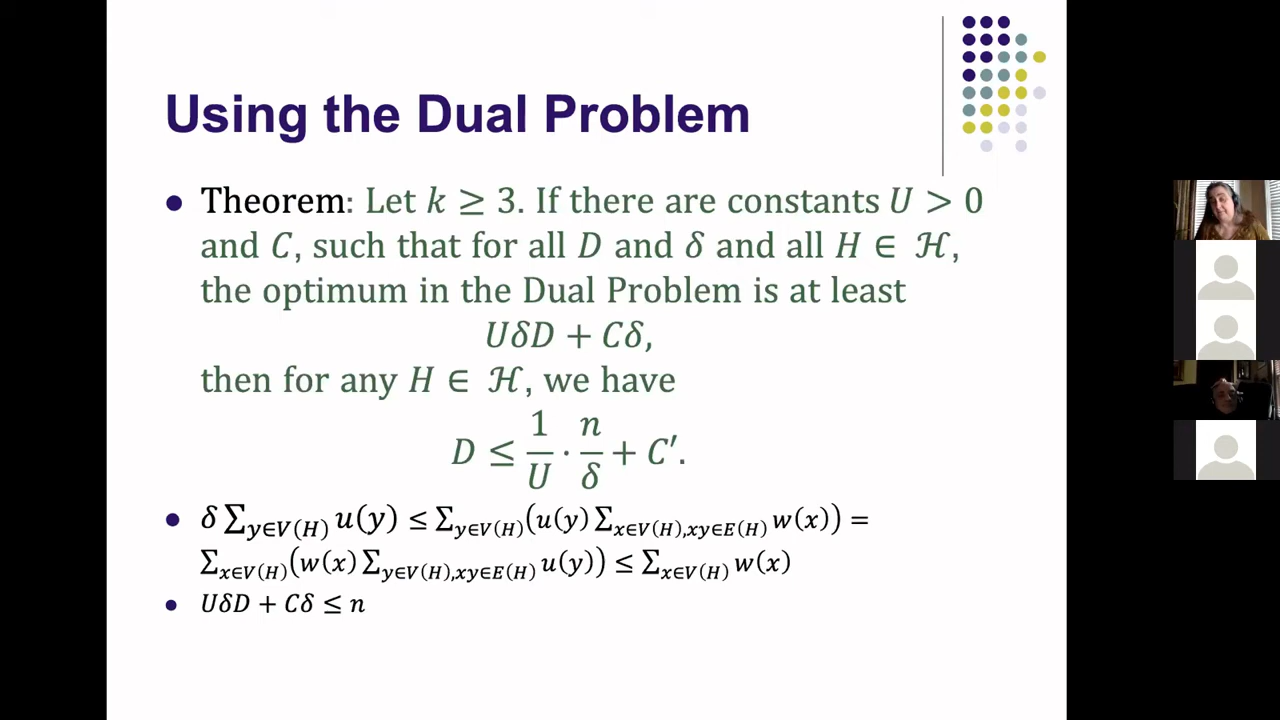 Using the Dual Problem
● Theorem: Let k ≥ 3. If there are constants U > 0
and C, such that for all D and δ and all H ∈ ℋ,
the optimum in the Dual Problem is at least
UδD + Cδ,
then for any H ∈ ℋ, we have
D ≤ 1/U · n/δ + C′.
● δ ∑_{y∈V(H)} u(y) ≤ ∑_{y∈V(H)} (u(y) ∑_{x∈V(H),xy∈E(H)} w(x)) =
∑_{x∈V(H)} (w(x) ∑_{y∈V(H),xy∈E(H)} u(y)) ≤ ∑_{x∈V(H)} w(x)
● UδD + Cδ ≤ n